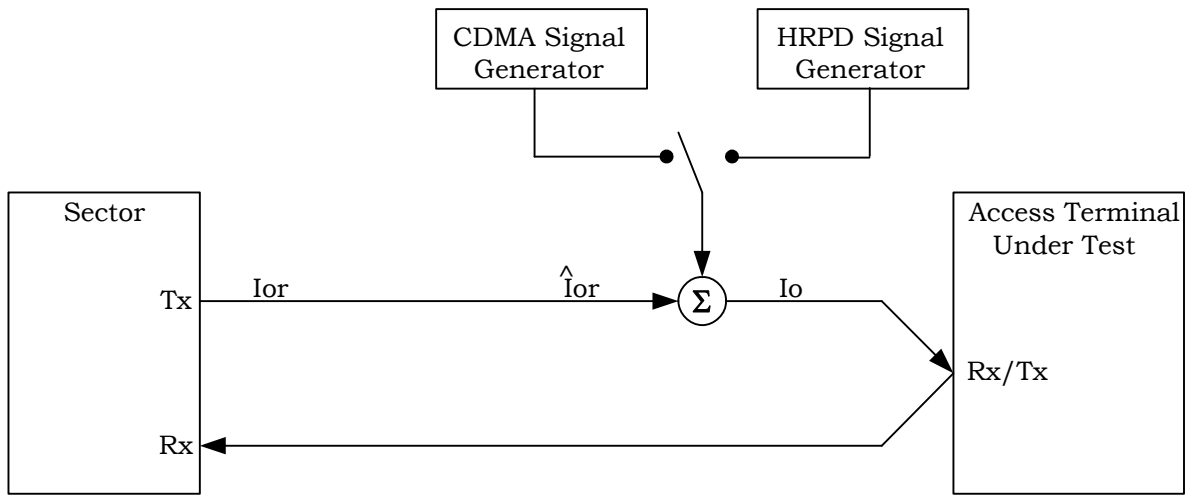 CDMA Signal
Generator
HRPD Signal
Generator
Sector
Access Terminal
Under Test
Tx
Ior
Îor
Σ
Io
Rx/Tx
Rx